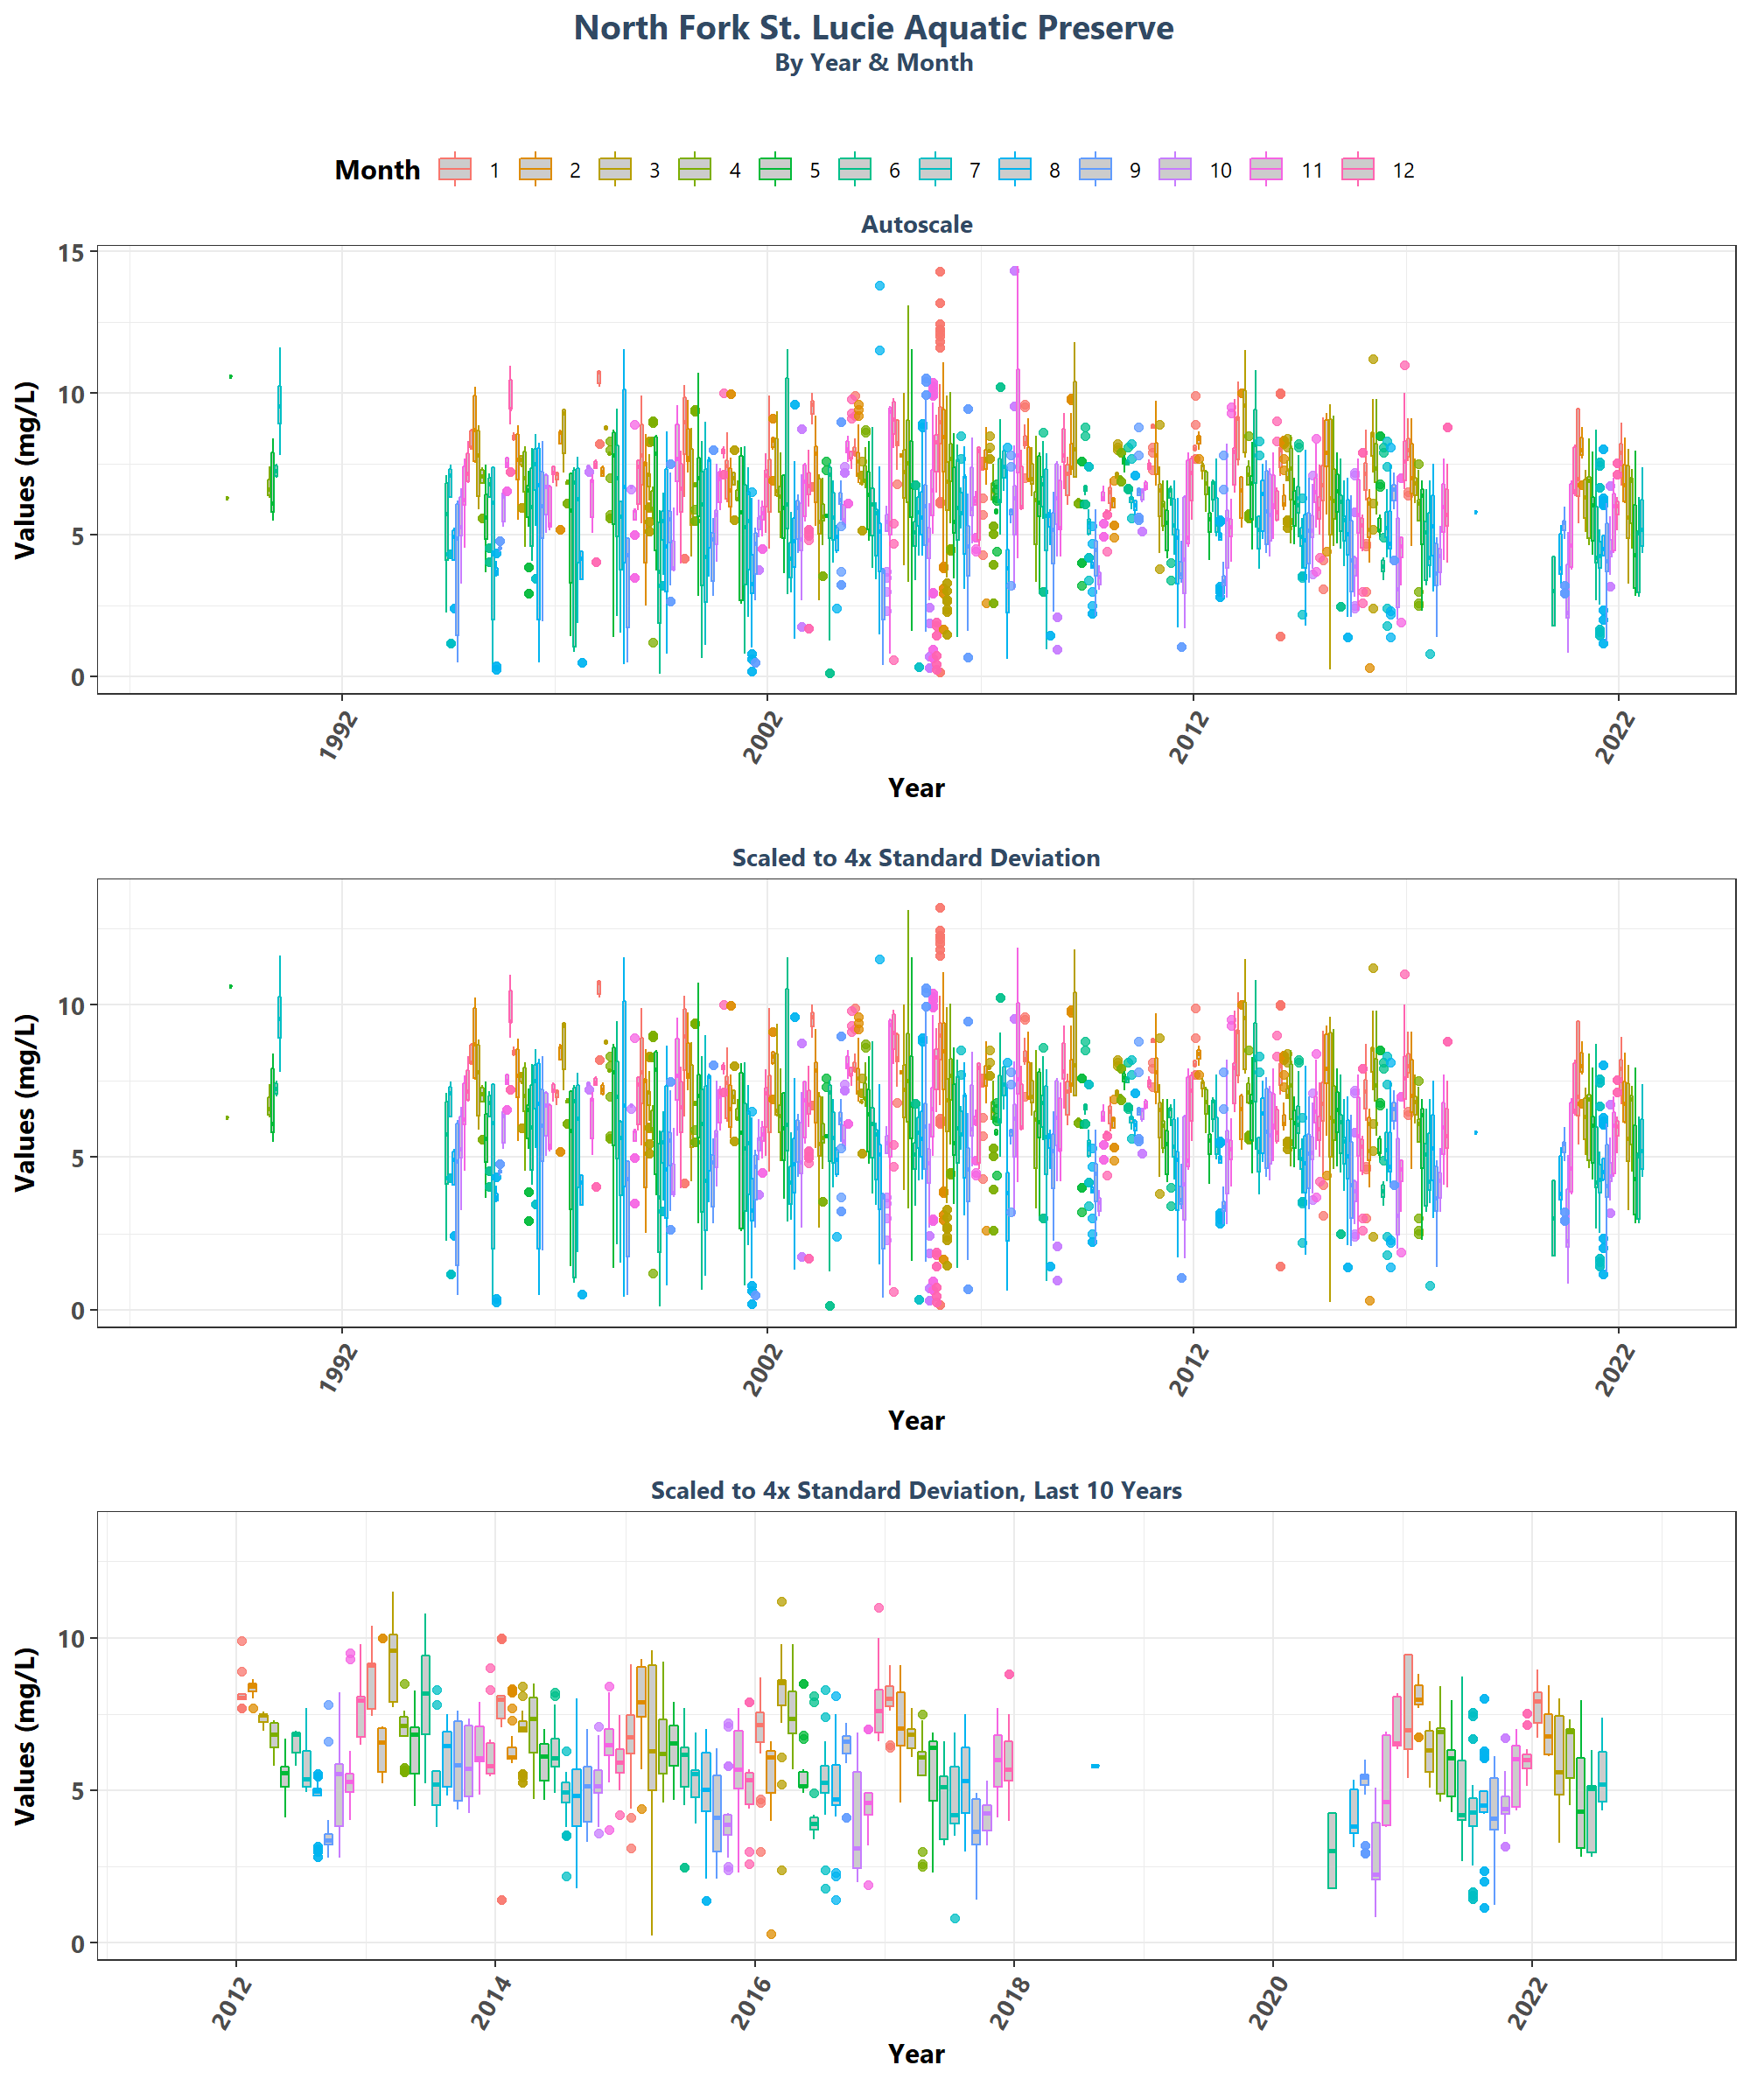 North Fork St. Lucie Aquatic Preserve
By Year & Month
Month 1 2 3 4 5 6 7 8 9 10 11 12
Autoscale
Values (mg/L)
15
10
5
0
1992 2002 2012 2022
Year
Scaled to 4x Standard Deviation
Values (mg/L)
10
5
0
1992 2002 2012 2022
Year
Scaled to 4x Standard Deviation, Last 10 Years
Values (mg/L)
10
5
0
2012 2014 2016 2018 2020 2022
Year